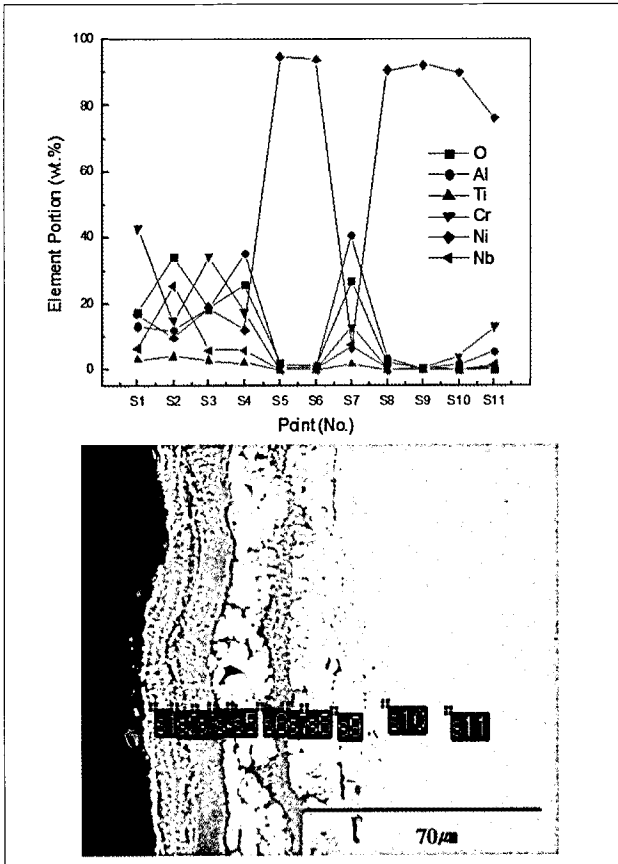 100
80
60
40
20
0
Element Portion (wt.%)
O
Al
Ti
Cr
Ni
Nb
S1 S2 S3 S4 S5 S6 S7 S8 S9 S10 S11
Point (No.)
S9 S10 S11
70㎛